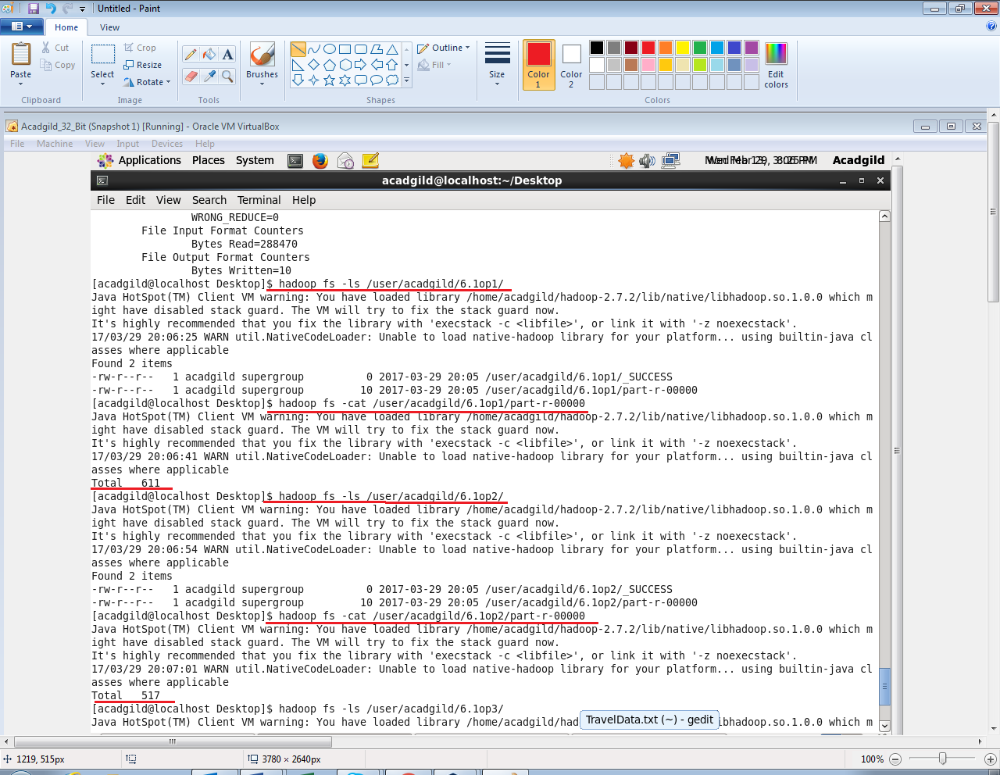 Untitled - Paint
Home View
Paste Cut Copy Select Crop Resize Rotate Brushes Outline Fill Size Color 1 Color 2 Edit colors
Clipboard Image Tools Shapes Colors
Acadgild_32_Bit (Snapshot 1) [Running] - Oracle VM VirtualBox
File Machine View Input Devices Help
Applications Places System Acadgild
acadgild@localhost:~/Desktop
File Edit View Search Terminal Help
WRONG_REDUCE=0
File Input Format Counters
Bytes Read=288470
File Output Format Counters
Bytes Written=10
[acadgild@localhost Desktop]$ hadoop fs -ls /user/acadgild/6.1op1/
Java HotSpot(TM) Client VM warning: You have loaded library /home/acadgild/hadoop-2.7.2/lib/native/libhadoop.so.1.0.0 which m
ight have disabled stack guard. The VM will try to fix the stack guard now.
It's highly recommended that you fix the library with 'execstack -c <libfile>', or link it with '-z noexecstack'.
17/03/29 20:06:25 WARN util.NativeCodeLoader: Unable to load native-hadoop library for your platform... using builtin-java cl
asses where applicable
Found 2 items
-rw-r--r--   1 acadgild supergroup          0 2017-03-29 20:05 /user/acadgild/6.1op1/_SUCCESS
-rw-r--r--   1 acadgild supergroup         10 2017-03-29 20:05 /user/acadgild/6.1op1/part-r-00000
[acadgild@localhost Desktop]$ hadoop fs -cat /user/acadgild/6.1op1/part-r-00000
Java HotSpot(TM) Client VM warning: You have loaded library /home/acadgild/hadoop-2.7.2/lib/native/libhadoop.so.1.0.0 which m
ight have disabled stack guard. The VM will try to fix the stack guard now.
It's highly recommended that you fix the library with 'execstack -c <libfile>', or link it with '-z noexecstack'.
17/03/29 20:06:41 WARN util.NativeCodeLoader: Unable to load native-hadoop library for your platform... using builtin-java cl
asses where applicable
Total   611
[acadgild@localhost Desktop]$ hadoop fs -ls /user/acadgild/6.1op2/
Java HotSpot(TM) Client VM warning: You have loaded library /home/acadgild/hadoop-2.7.2/lib/native/libhadoop.so.1.0.0 which m
ight have disabled stack guard. The VM will try to fix the stack guard now.
It's highly recommended that you fix the library with 'execstack -c <libfile>', or link it with '-z noexecstack'.
17/03/29 20:06:54 WARN util.NativeCodeLoader: Unable to load native-hadoop library for your platform... using builtin-java cl
asses where applicable
Found 2 items
-rw-r--r--   1 acadgild supergroup          0 2017-03-29 20:05 /user/acadgild/6.1op2/_SUCCESS
-rw-r--r--   1 acadgild supergroup         10 2017-03-29 20:05 /user/acadgild/6.1op2/part-r-00000
[acadgild@localhost Desktop]$ hadoop fs -cat /user/acadgild/6.1op2/part-r-00000
Java HotSpot(TM) Client VM warning: You have loaded library /home/acadgild/hadoop-2.7.2/lib/native/libhadoop.so.1.0.0 which m
ight have disabled stack guard. The VM will try to fix the stack guard now.
It's highly recommended that you fix the library with 'execstack -c <libfile>', or link it with '-z noexecstack'.
17/03/29 20:07:01 WARN util.NativeCodeLoader: Unable to load native-hadoop library for your platform... using builtin-java cl
asses where applicable
Total   517
[acadgild@localhost Desktop]$ hadoop fs -ls /user/acadgild/6.1op3/
Java HotSpot(TM) Client VM warning: You have loaded library /home/acadgild/had libhadoop.so.1.0.0 which m
TravelData.txt (~) - gedit
1219, 515px 3780 × 2640px 100%